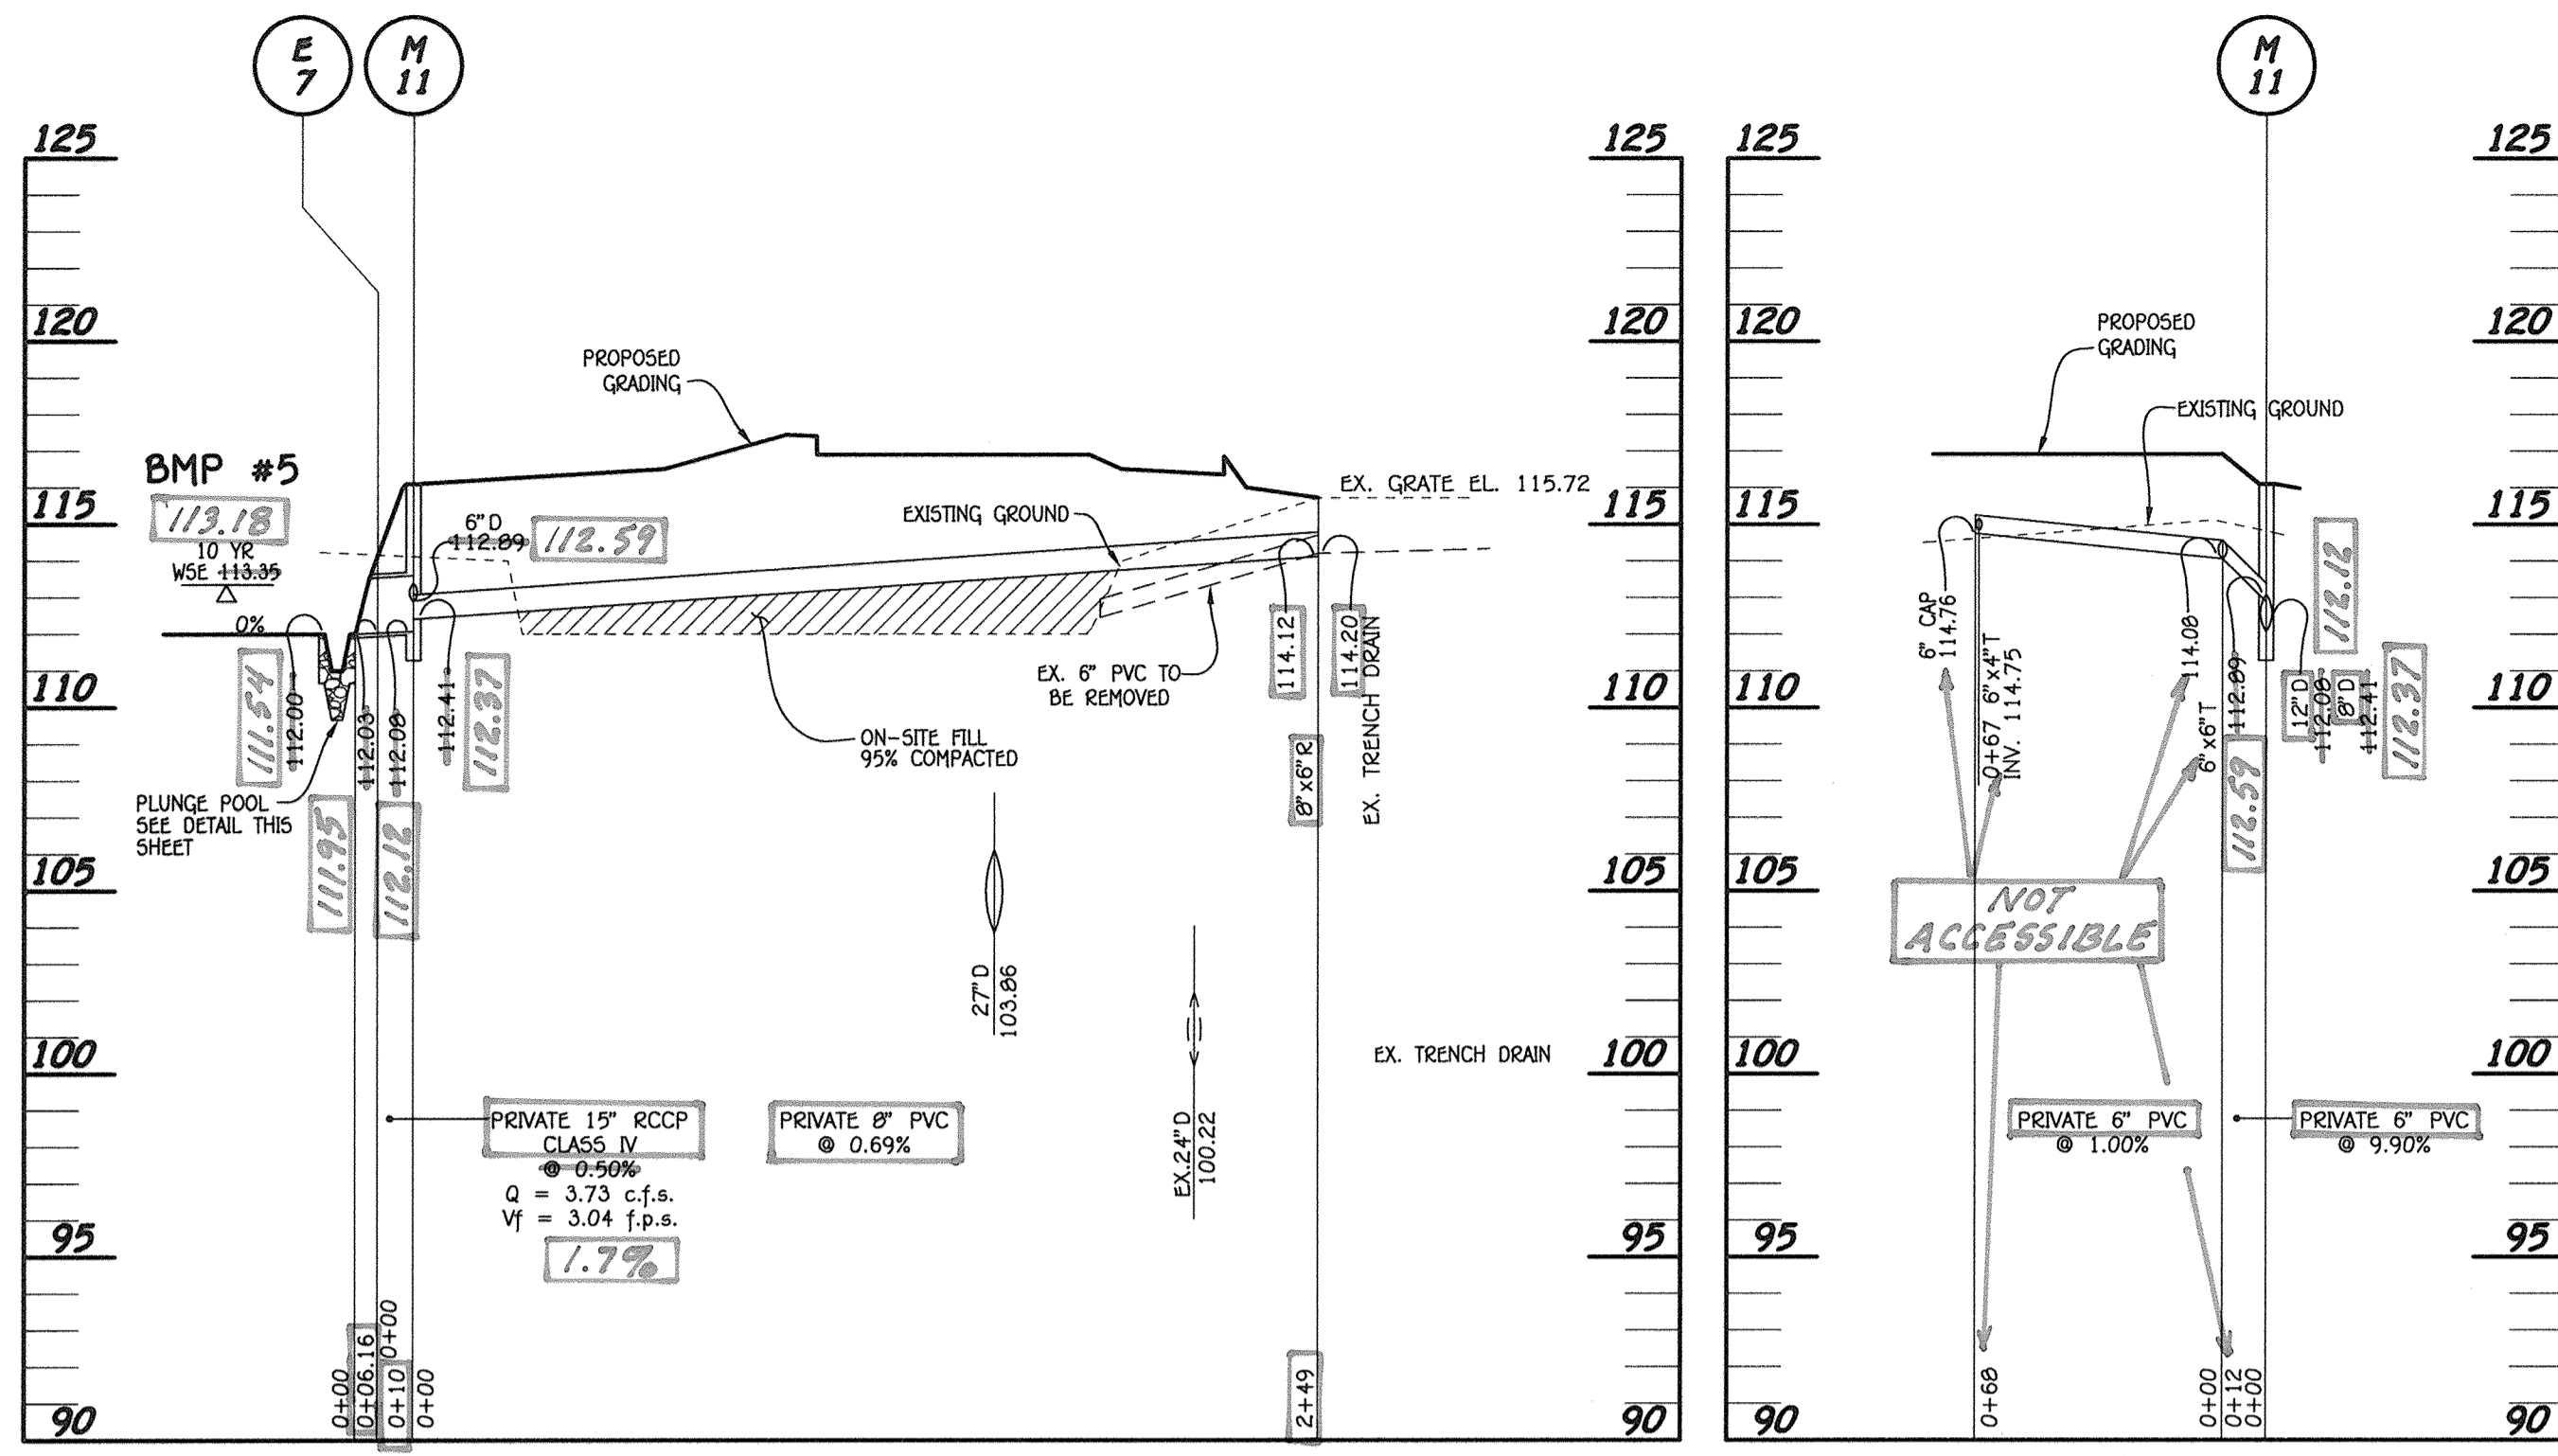 E
7
M
11
M
11
125
125
125
125
120
120
120
120
115
115
115
115
110
110
110
110
105
105
105
105
100
100
100
100
95
95
95
95
90
90
90
90
BMP #5
113.18
10 YR
WSE 113.35
0%
6"D
112.89
112.59
PROPOSED
GRADING
EXISTING GROUND
EX. GRATE EL. 115.72
EX. 6" PVC TO
BE REMOVED
ON-SITE FILL
95% COMPACTED
PLUNGE POOL
SEE DETAIL THIS
SHEET
111.54
112.00
111.95
112.03
112.08
112.12
112.41
112.37
114.12
114.20
8"x6"R
EX. TRENCH DRAIN
27"D
103.86
EX.24"D
100.22
EX. TRENCH DRAIN
PRIVATE 15" RCCP
CLASS IV
@ 0.50%
Q = 3.73 c.f.s.
Vf = 3.04 f.p.s.
1.7%
PRIVATE 8" PVC
@ 0.69%
0+00
0+06.16
0+10
0+00
0+00
2+49
PROPOSED
GRADING
EXISTING GROUND
6" CAP
114.76
0+67 6"x4"T
INV. 114.75
114.08
6"x6"T
112.89
112.59
112.12
12"D
112.08
8"D
112.41
112.37
NOT
ACCESSIBLE
PRIVATE 6" PVC
@ 1.00%
PRIVATE 6" PVC
@ 9.90%
0+68
0+00
0+12
0+00